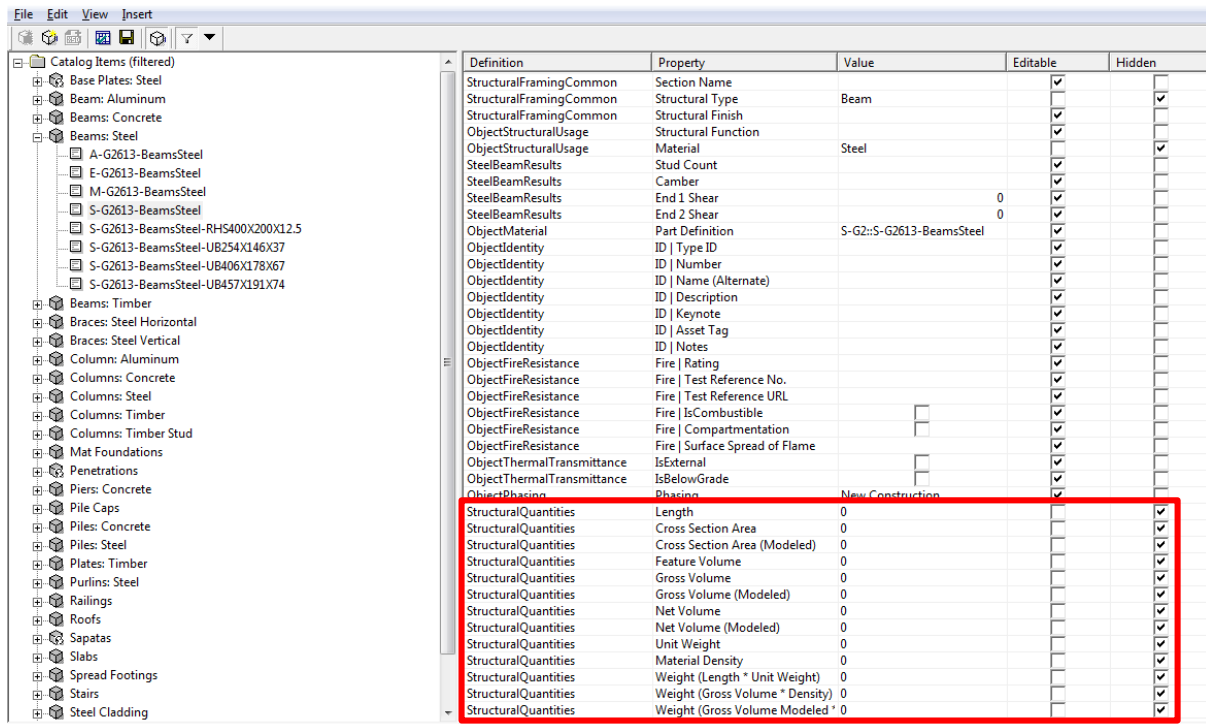 File Edit View Insert
Catalog Items (filtered)
Base Plates: Steel
Beam: Aluminum
Beams: Concrete
Beams: Steel
A-G2613-BeamsSteel
E-G2613-BeamsSteel
M-G2613-BeamsSteel
S-G2613-BeamsSteel
S-G2613-BeamsSteel-RHS400X200X12.5
S-G2613-BeamsSteel-UB254X146X37
S-G2613-BeamsSteel-UB406X178X67
S-G2613-BeamsSteel-UB457X191X74
Beams: Timber
Braces: Steel Horizontal
Braces: Steel Vertical
Column: Aluminum
Columns: Concrete
Columns: Steel
Columns: Timber
Columns: Timber Stud
Mat Foundations
Penetrations
Piers: Concrete
Pile Caps
Piles: Concrete
Piles: Steel
Plates: Timber
Purlins: Steel
Railings
Roofs
Sapatas
Slabs
Spread Footings
Stairs
Steel Cladding
Definition Property Value Editable Hidden
StructuralFramingCommon Section Name
StructuralFramingCommon Structural Type Beam
StructuralFramingCommon Structural Finish
ObjectStructuralUsage Structural Function
ObjectStructuralUsage Material Steel
SteelBeamResults Stud Count
SteelBeamResults Camber
SteelBeamResults End 1 Shear 0
SteelBeamResults End 2 Shear 0
ObjectMaterial Part Definition S-G2::S-G2613-BeamsSteel
ObjectIdentity ID | Type ID
ObjectIdentity ID | Number
ObjectIdentity ID | Name (Alternate)
ObjectIdentity ID | Description
ObjectIdentity ID | Keynote
ObjectIdentity ID | Asset Tag
ObjectIdentity ID | Notes
ObjectFireResistance Fire | Rating
ObjectFireResistance Fire | Test Reference No.
ObjectFireResistance Fire | Test Reference URL
ObjectFireResistance Fire | IsCombustible
ObjectFireResistance Fire | Compartmentation
ObjectFireResistance Fire | Surface Spread of Flame
ObjectThermalTransmittance IsExternal
ObjectThermalTransmittance IsBelowGrade
ObjectPhasing Phasing New Construction
StructuralQuantities Length 0
StructuralQuantities Cross Section Area 0
StructuralQuantities Cross Section Area (Modeled) 0
StructuralQuantities Feature Volume 0
StructuralQuantities Gross Volume 0
StructuralQuantities Gross Volume (Modeled) 0
StructuralQuantities Net Volume 0
StructuralQuantities Net Volume (Modeled) 0
StructuralQuantities Unit Weight 0
StructuralQuantities Material Density 0
StructuralQuantities Weight (Length * Unit Weight) 0
StructuralQuantities Weight (Gross Volume * Density) 0
StructuralQuantities Weight (Gross Volume Modeled * 0